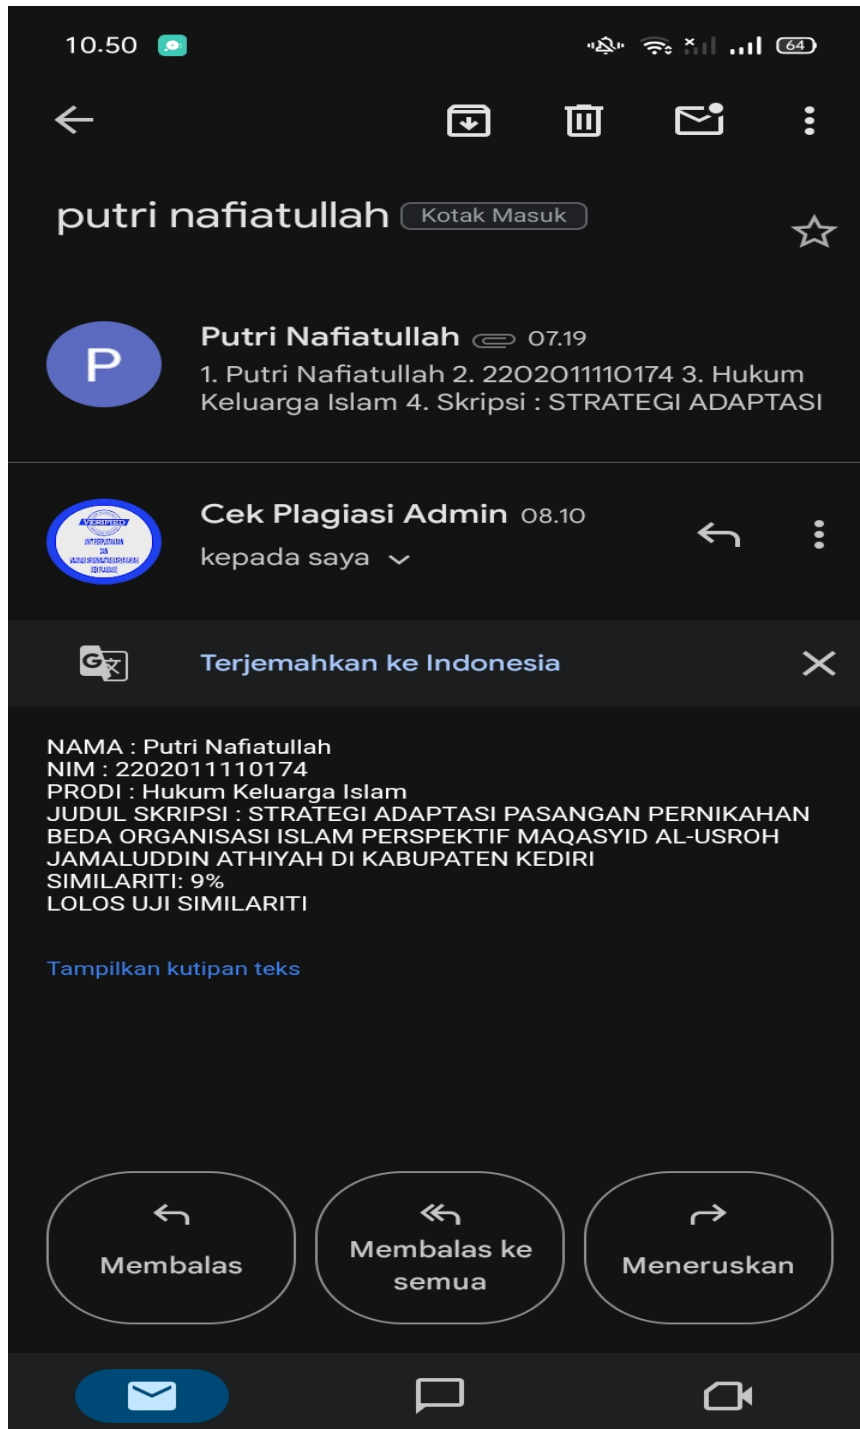 10.50
64
putri nafiatullah Kotak Masuk
P
Putri Nafiatullah 07.19
1. Putri Nafiatullah 2. 2202011110174 3. Hukum
Keluarga Islam 4. Skripsi : STRATEGI ADAPTASI
VERIFIED
Cek Plagiasi Admin 08.10
kepada saya
Terjemahkan ke Indonesia
NAMA : Putri Nafiatullah
NIM : 2202011110174
PRODI : Hukum Keluarga Islam
JUDUL SKRIPSI : STRATEGI ADAPTASI PASANGAN PERNIKAHAN
BEDA ORGANISASI ISLAM PERSPEKTIF MAQASYID AL-USROH
JAMALUDDIN ATHIYAH DI KABUPATEN KEDIRI
SIMILARITI: 9%
LOLOS UJI SIMILARITI
Tampilkan kutipan teks
Membalas
Membalas ke
semua
Meneruskan